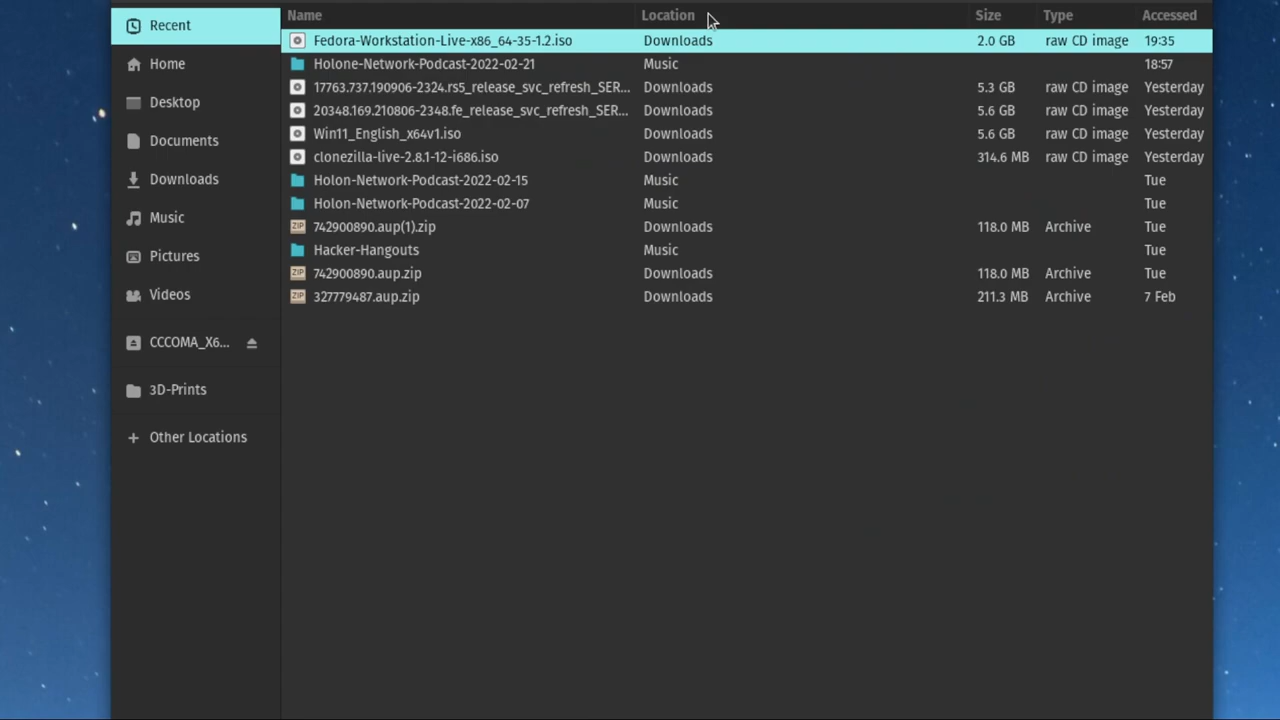 Recent
Home
Desktop
Documents
Downloads
Music
Pictures
Videos
CCCOMA_X6...
3D-Prints
+ Other Locations
Name Location Size Type Accessed
Fedora-Workstation-Live-x86_64-35-1.2.iso Downloads 2.0 GB raw CD image 19:35
Holone-Network-Podcast-2022-02-21 Music 18:57
17763.737.190906-2324.rs5_release_svc_refresh_SER... Downloads 5.3 GB raw CD image Yesterday
20348.169.210806-2348.fe_release_svc_refresh_SER... Downloads 5.6 GB raw CD image Yesterday
Win11_English_x64v1.iso Downloads 5.6 GB raw CD image Yesterday
clonezilla-live-2.8.1-12-i686.iso Downloads 314.6 MB raw CD image Yesterday
Holon-Network-Podcast-2022-02-15 Music Tue
Holon-Network-Podcast-2022-02-07 Music Tue
ZIP 742900890.aup(1).zip Downloads 118.0 MB Archive Tue
Hacker-Hangouts Music Tue
ZIP 742900890.aup.zip Downloads 118.0 MB Archive Tue
ZIP 327779487.aup.zip Downloads 211.3 MB Archive 7 Feb